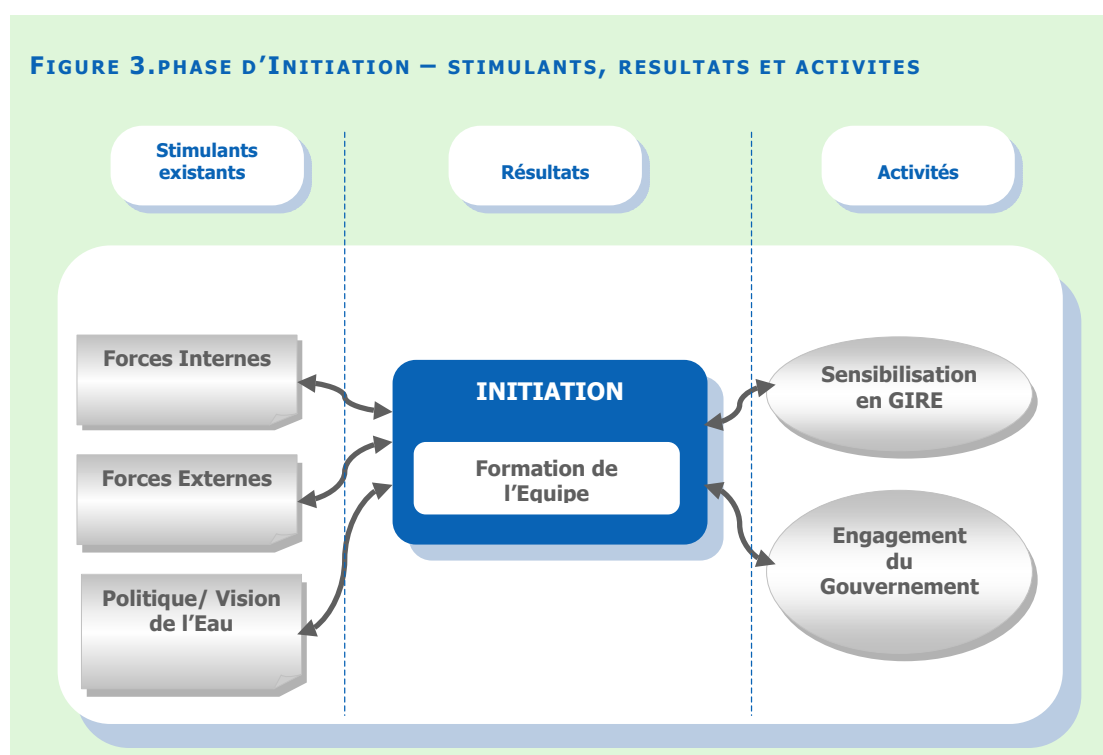 FIGURE 3.PHASE D’INITIATION – STIMULANTS, RESULTATS ET ACTIVITES
Stimulants
existants
Résultats
Activités
Forces Internes
Forces Externes
Politique/ Vision
de l’Eau
INITIATION
Formation de
l’Equipe
Sensibilisation
en GIRE
Engagement
du
Gouvernement